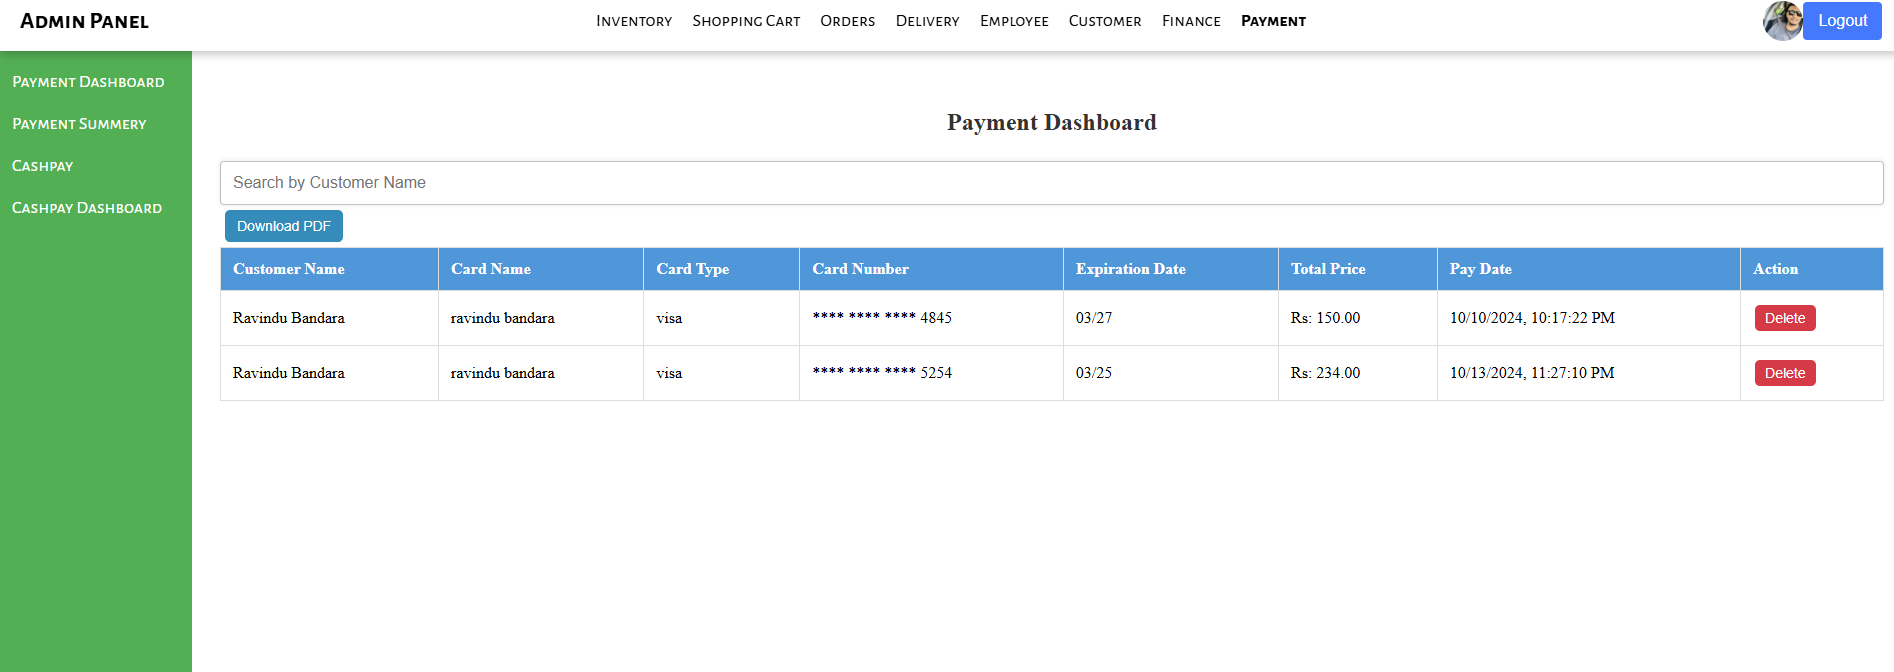 Admin Panel
Inventory Shopping Cart Orders Delivery Employee Customer Finance Payment
Logout
Payment Dashboard
Payment Summery
Cashpay
Cashpay Dashboard
Payment Dashboard
Search by Customer Name
Download PDF
Customer Name Card Name Card Type Card Number Expiration Date Total Price Pay Date Action
Ravindu Bandara ravindu bandara visa **** **** **** 4845 03/27 Rs: 150.00 10/10/2024, 10:17:22 PM Delete
Ravindu Bandara ravindu bandara visa **** **** **** 5254 03/25 Rs: 234.00 10/13/2024, 11:27:10 PM Delete